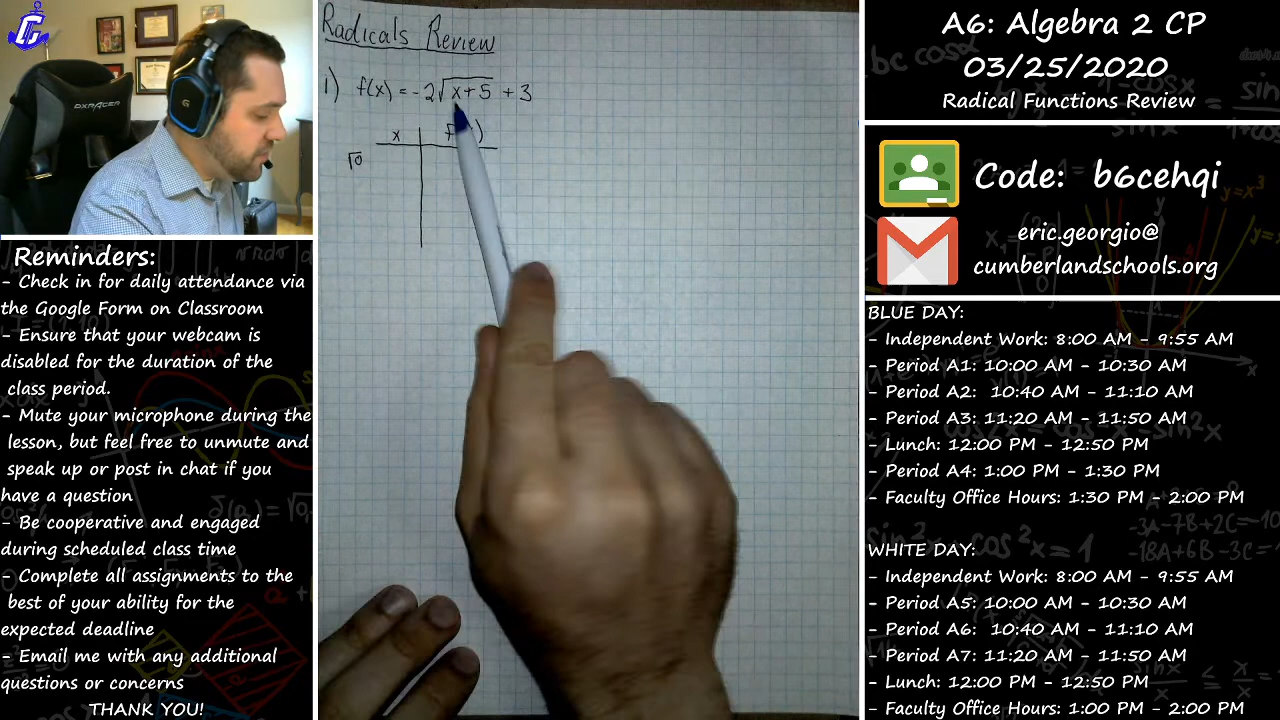 Radicals Review
1) f(x) = -2√x+5 + 3
x
√0
A6: Algebra 2 CP
03/25/2020
Radical Functions Review
Code: b6cehqi
eric.georgio@
cumberlandschools.org
Reminders:
- Check in for daily attendance via
the Google Form on Classroom
- Ensure that your webcam is
disabled for the duration of the
class period.
- Mute your microphone during the
lesson, but feel free to unmute and
speak up or post in chat if you
have a question
- Be cooperative and engaged
during scheduled class time
- Complete all assignments to the
best of your ability for the
expected deadline
- Email me with any additional
questions or concerns
THANK YOU!
BLUE DAY:
- Independent Work: 8:00 AM - 9:55 AM
- Period A1: 10:00 AM - 10:30 AM
- Period A2: 10:40 AM - 11:10 AM
- Period A3: 11:20 AM - 11:50 AM
- Lunch: 12:00 PM - 12:50 PM
- Period A4: 1:00 PM - 1:30 PM
- Faculty Office Hours: 1:30 PM - 2:00 PM
WHITE DAY:
- Independent Work: 8:00 AM - 9:55 AM
- Period A5: 10:00 AM - 10:30 AM
- Period A6: 10:40 AM - 11:10 AM
- Period A7: 11:20 AM - 11:50 AM
- Lunch: 12:00 PM - 12:50 PM
- Faculty Office Hours: 1:00 PM - 2:00 PM